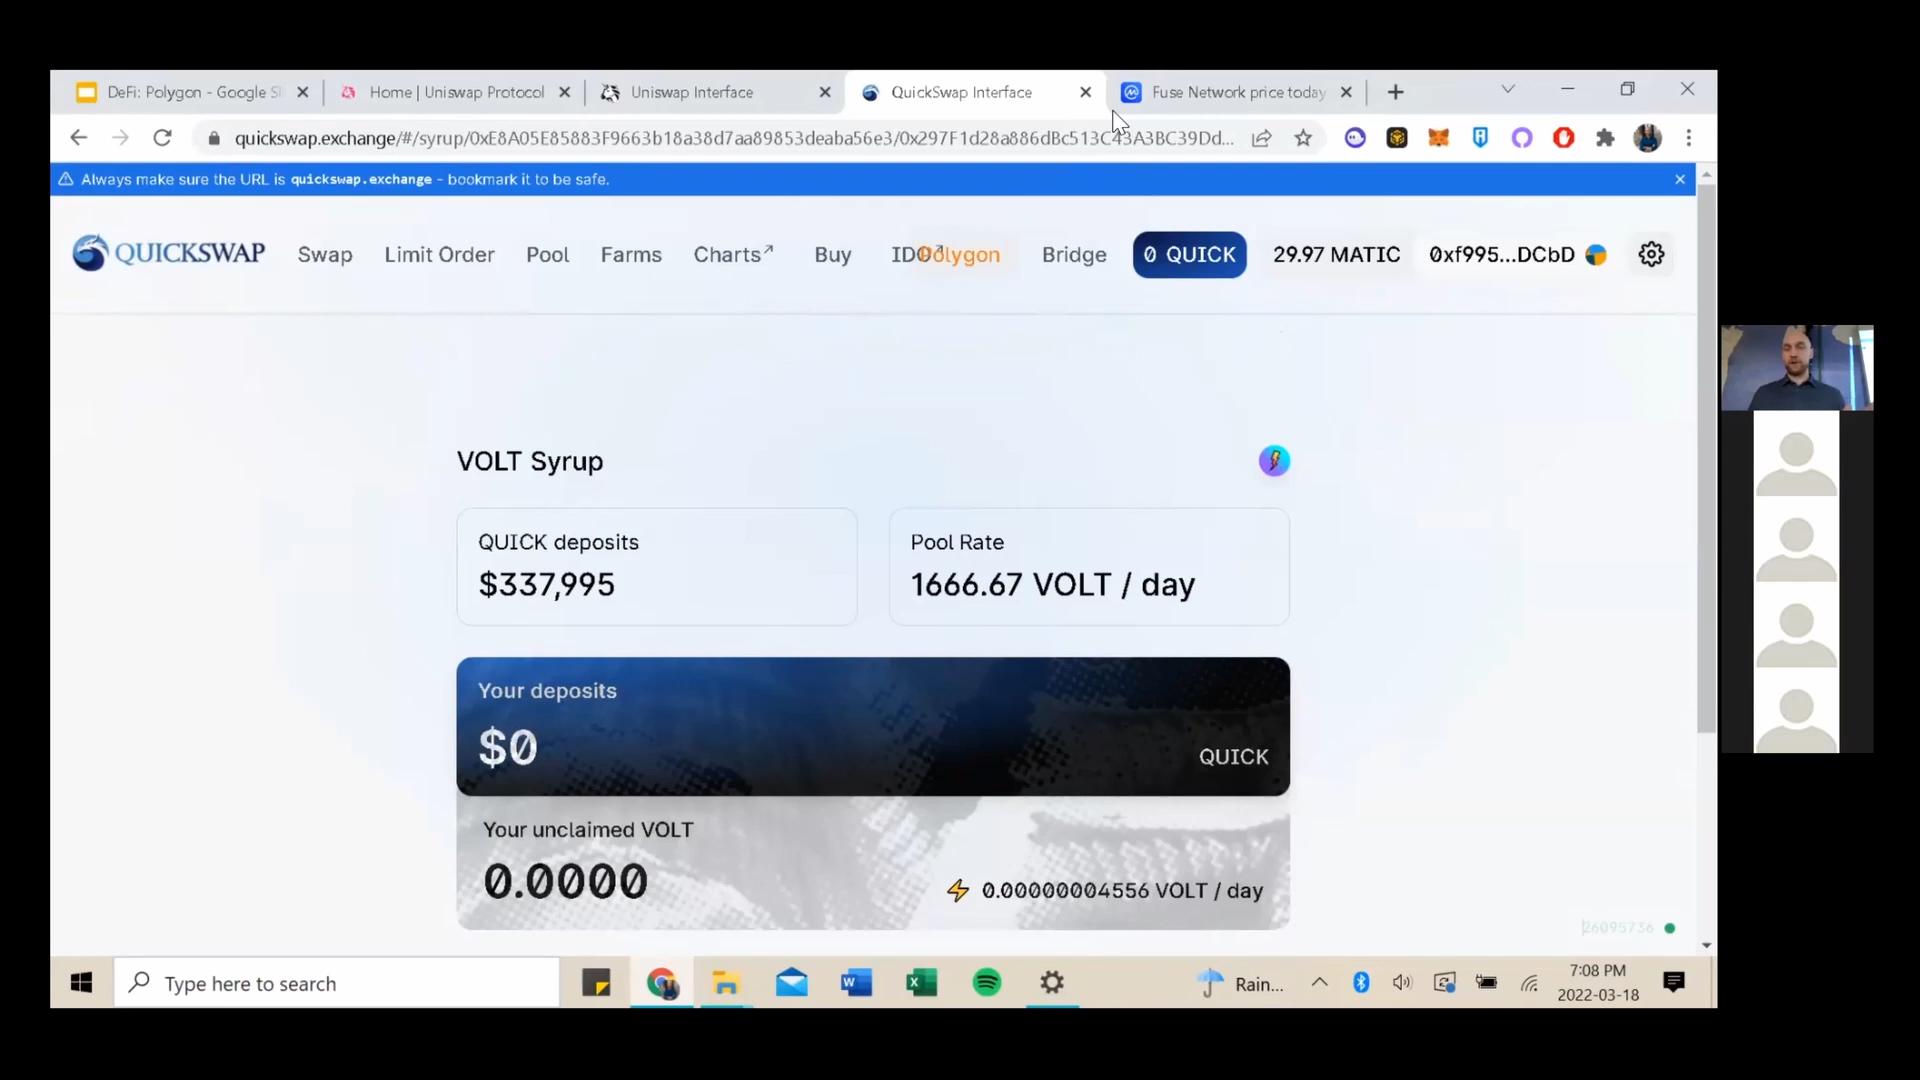 DeFi: Polygon - Google Sl
Home | Uniswap Protocol
Uniswap Interface
QuickSwap Interface
Fuse Network price today
quickswap.exchange/#/syrup/0xE8A05E85883F9663b18a38d7aa89853deaba56e3/0x297F1d28a886dBc513C43A3BC39Dd...
Always make sure the URL is quickswap.exchange - bookmark it to be safe.
QUICKSWAP
Swap
Limit Order
Pool
Farms
Charts↗
Buy
IDO↗
Polygon
Bridge
0 QUICK
29.97 MATIC
0xf995...DCbD
VOLT Syrup
QUICK deposits
$337,995
Pool Rate
1666.67 VOLT / day
Your deposits
$0
QUICK
Your unclaimed VOLT
0.0000
0.00000004556 VOLT / day
26095736
Type here to search
Rain...
7:08 PM
2022-03-18